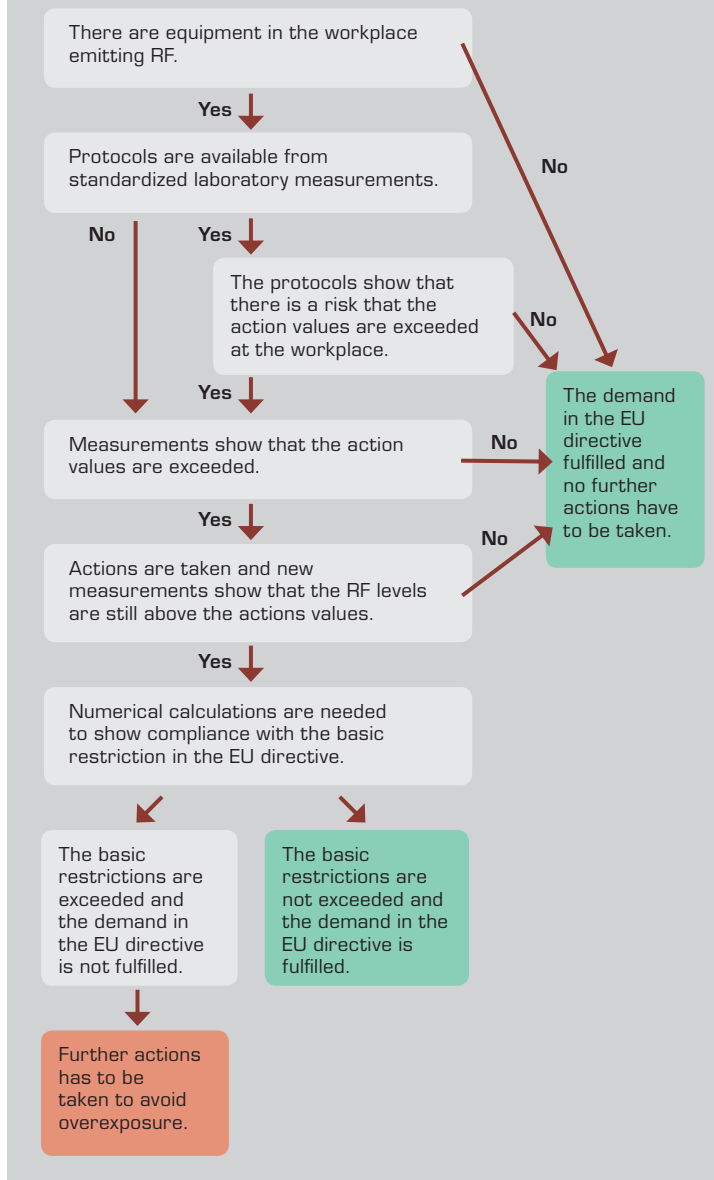 There are equipment in the workplace
emitting RF.
Yes
No
Protocols are available from
standardized laboratory measurements.
No
Yes
The protocols show that
there is a risk that the
action values are exceeded
at the workplace.
No
Yes
The demand
in the EU
directive
fulfilled and
no further
actions have
to be taken.
Measurements show that the action
values are exceeded.
No
Yes
Actions are taken and new
measurements show that the RF levels
are still above the actions values.
No
Yes
Numerical calculations are needed
to show compliance with the basic
restriction in the EU directive.
The basic
restrictions are
exceeded and
the demand in
the EU directive
is not fulfilled.
The basic
restrictions are
not exceeded and
the demand in the
EU directive is
fulfilled.
Further actions
has to be
taken to avoid
overexposure.